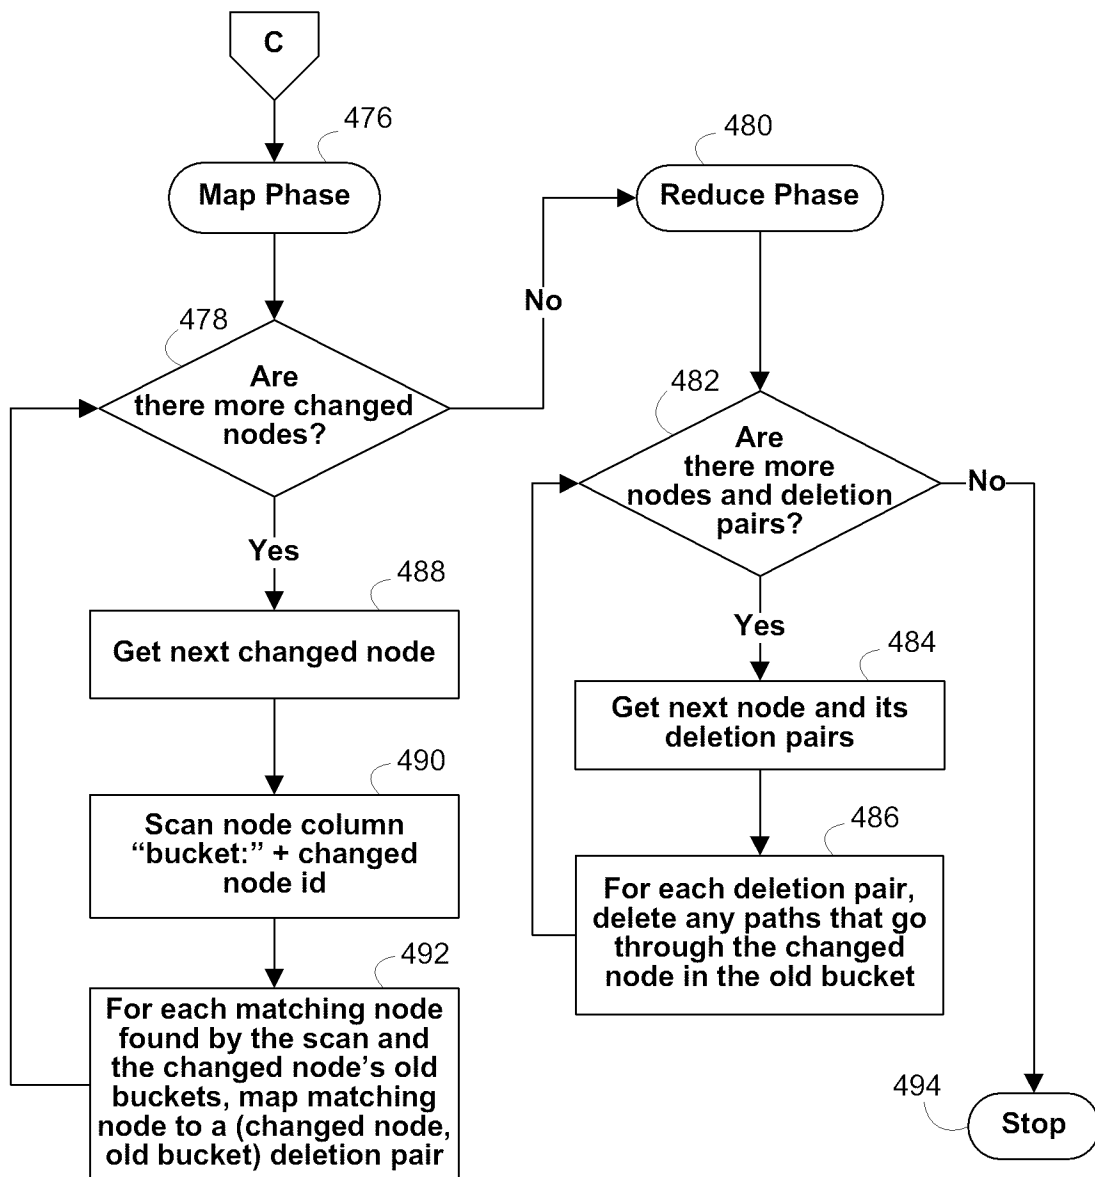 C
476
Map Phase
478
Are
there more changed
nodes?
No
Yes
488
Get next changed node
490
Scan node column
“bucket:” + changed
node id
492
For each matching node
found by the scan and
the changed node’s old
buckets, map matching
node to a (changed node,
old bucket) deletion pair
480
Reduce Phase
482
Are
there more
nodes and deletion
pairs?
No
Yes
484
Get next node and its
deletion pairs
486
For each deletion pair,
delete any paths that go
through the changed
node in the old bucket
494
Stop